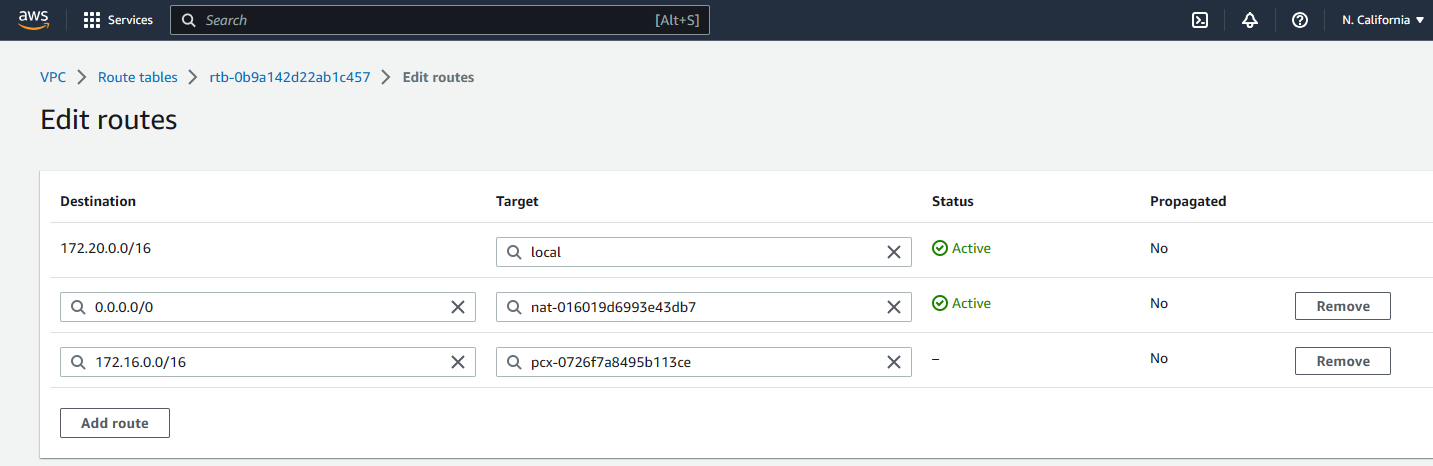 aws Services Search [Alt+S] N. California
VPC Route tables rtb-0b9a142d22ab1c457 Edit routes
Edit routes
Destination Target Status Propagated
172.20.0.0/16 local Active No
0.0.0.0/0 nat-016019d6993e43db7 Active No Remove
172.16.0.0/16 pcx-0726f7a8495b113ce – No Remove
Add route